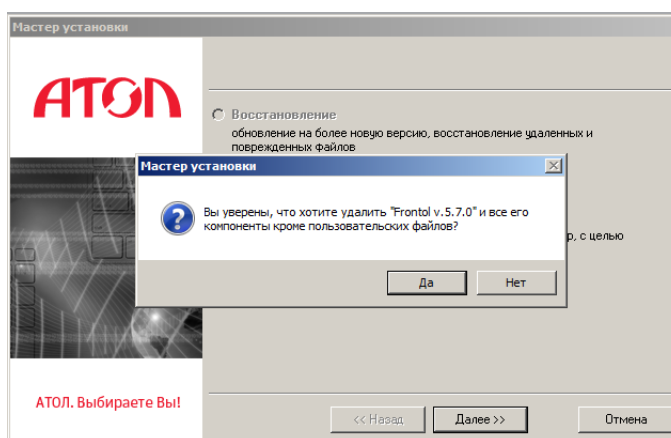 Мастер установки
АТОЛ
Восстановление
обновление на более новую версию, восстановление удаленных и
поврежденных файлов
Мастер установки
Вы уверены, что хотите удалить "Frontol v.5.7.0" и все его
компоненты кроме пользовательских файлов?
р, с целью
Да
Нет
АТОЛ. Выбираете Вы!
<< Назад
Далее >>
Отмена